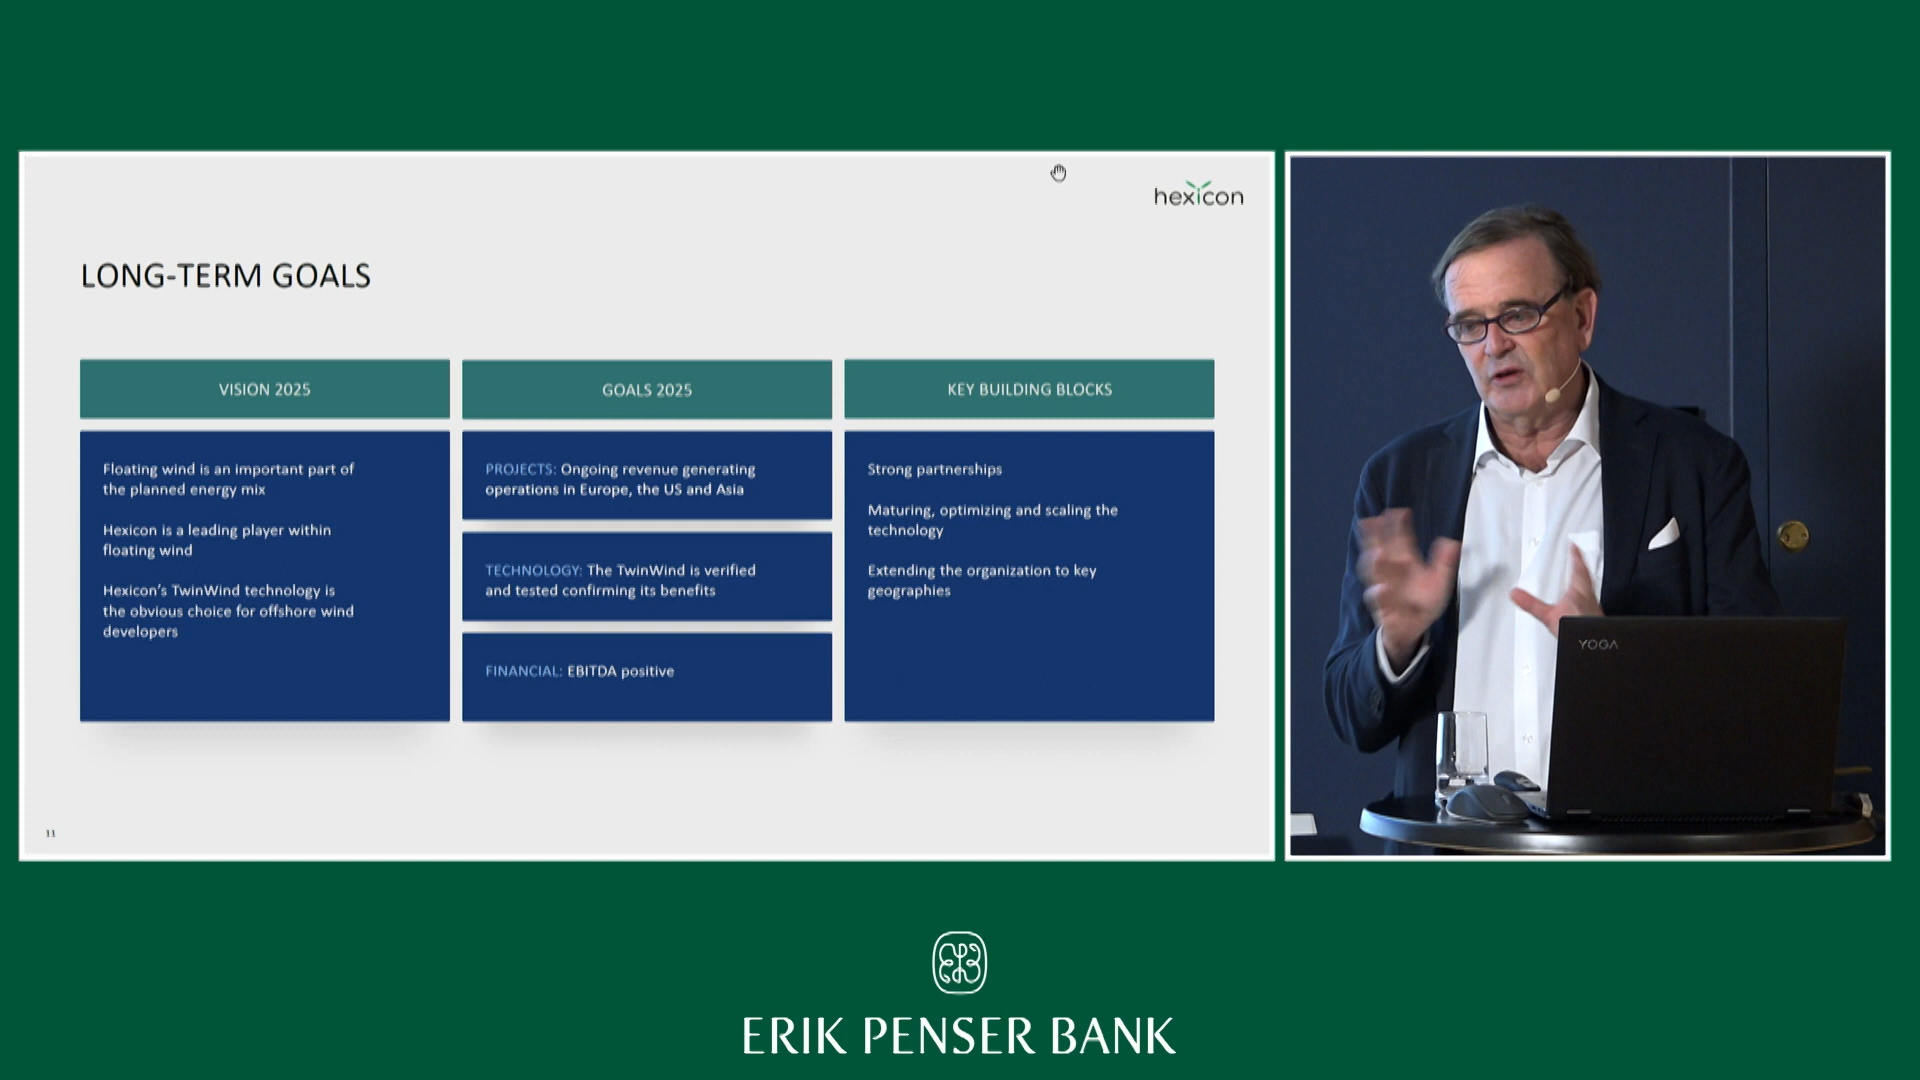 hexicon
LONG-TERM GOALS
VISION 2025
Floating wind is an important part of
the planned energy mix
Hexicon is a leading player within
floating wind
Hexicon’s TwinWind technology is
the obvious choice for offshore wind
developers
GOALS 2025
PROJECTS: Ongoing revenue generating
operations in Europe, the US and Asia
TECHNOLOGY: The TwinWind is verified
and tested confirming its benefits
FINANCIAL: EBITDA positive
KEY BUILDING BLOCKS
Strong partnerships
Maturing, optimizing and scaling the
technology
Extending the organization to key
geographies
11
YOGA
ERIK PENSER BANK